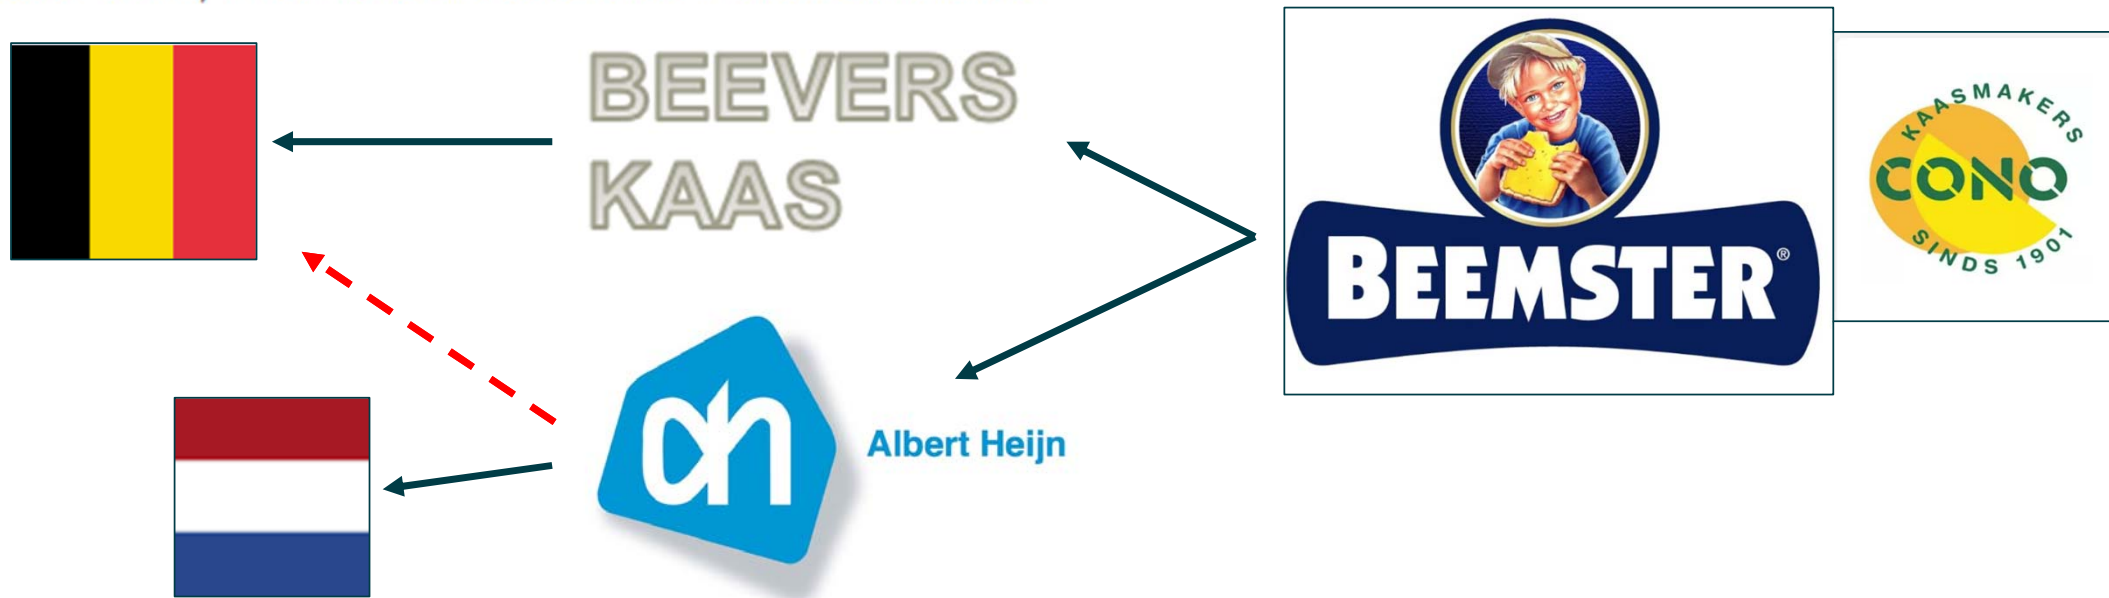 BEEVERS
KAAS
BEEMSTER®
KAASMAKERS
CONO
SINDS 1901
ah
Albert Heijn